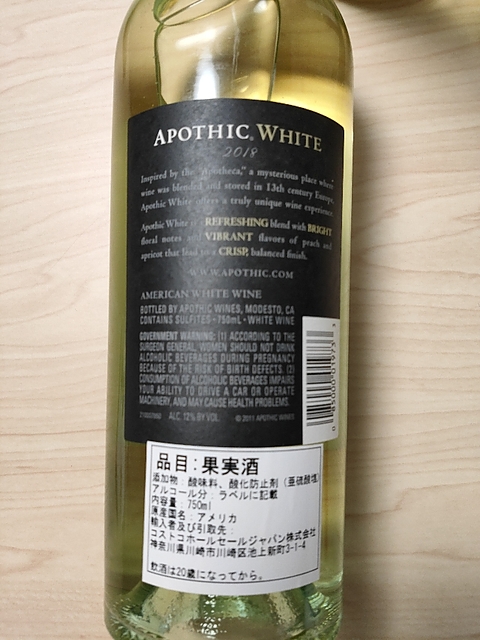 APOTHIC WHITE
2018
Inspired by the "Apotheca," a mysterious place where
wine was blended and stored in 13th century Europe,
Apothic White offers a truly unique wine experience.
Apothic White is a REFRESHING blend with BRIGHT
floral notes and VIBRANT flavors of peach and
apricot that lead to a CRISP, balanced finish.
WWW.APOTHIC.COM
AMERICAN WHITE WINE
BOTTLED BY APOTHIC WINES, MODESTO, CA
CONTAINS SULFITES • 750mL • WHITE WINE
GOVERNMENT WARNING: (1) ACCORDING TO THE
SURGEON GENERAL, WOMEN SHOULD NOT DRINK
ALCOHOLIC BEVERAGES DURING PREGNANCY
BECAUSE OF THE RISK OF BIRTH DEFECTS. (2)
CONSUMPTION OF ALCOHOLIC BEVERAGES IMPAIRS
YOUR ABILITY TO DRIVE A CAR OR OPERATE
MACHINERY, AND MAY CAUSE HEALTH PROBLEMS.
ALC. 12% BY VOL. © 2011 APOTHIC WINES
品目:果実酒
添加物:酸味料、酸化防止剤(亜硫酸塩)
アルコール分:ラベルに記載
内容量:750ml
原産国名:アメリカ
輸入者及び引取先:
コストコホールセールジャパン株式会社
神奈川県川崎市川崎区池上新町3-1-4
飲酒は20歳になってから。